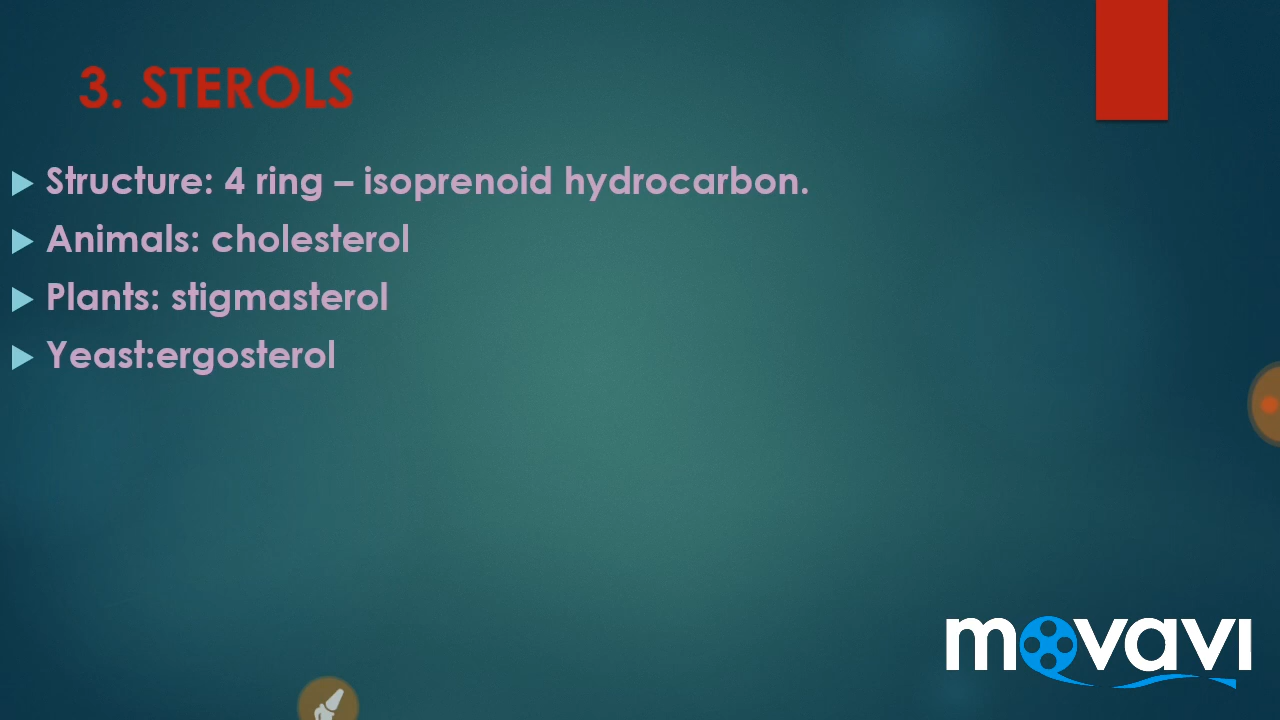 3. STEROLS
Structure: 4 ring – isoprenoid hydrocarbon.
Animals: cholesterol
Plants: stigmasterol
Yeast:ergosterol
movavi